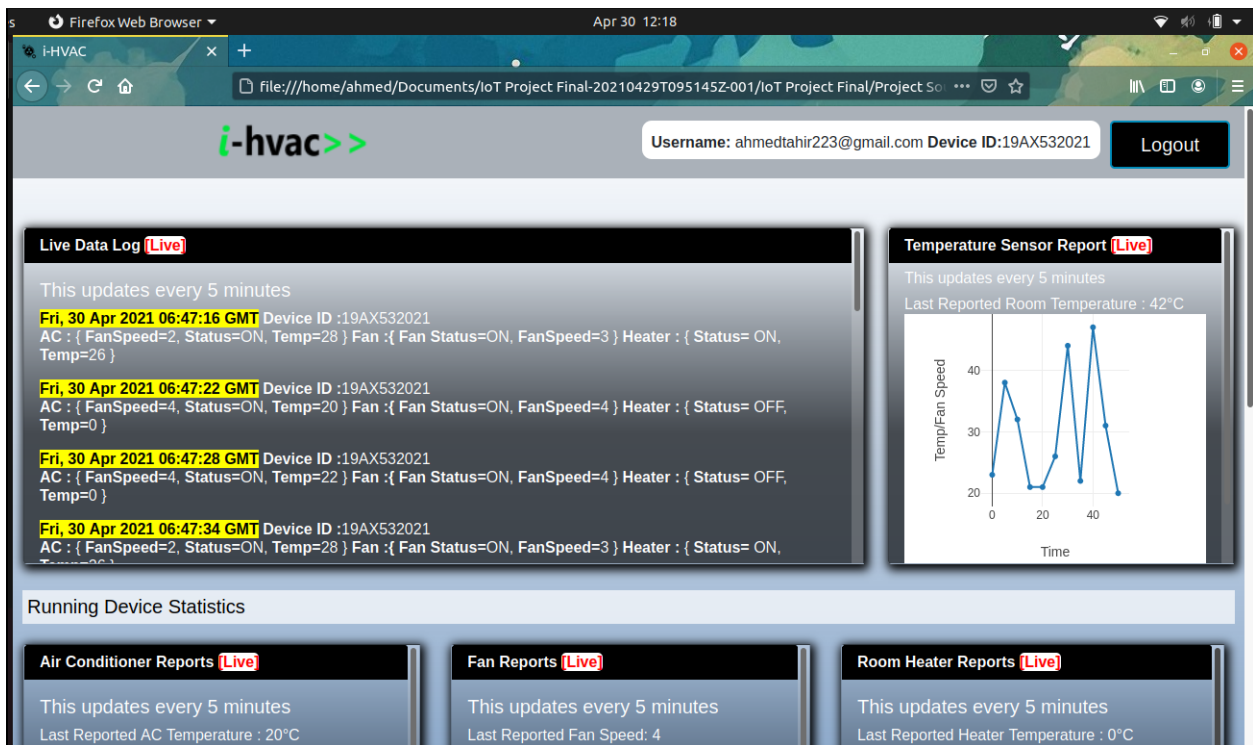 s Firefox Web Browser Apr 30 12:18
i-HVAC
file:///home/ahmed/Documents/IoT Project Final-20210429T095145Z-001/IoT Project Final/Project So
i-hvac>>
Username: ahmedtahir223@gmail.com Device ID:19AX532021
Logout
Live Data Log [Live]
This updates every 5 minutes
Fri, 30 Apr 2021 06:47:16 GMT Device ID :19AX532021
AC : { FanSpeed=2, Status=ON, Temp=28 } Fan :{ Fan Status=ON, FanSpeed=3 } Heater : { Status= ON,
Temp=26 }
Fri, 30 Apr 2021 06:47:22 GMT Device ID :19AX532021
AC : { FanSpeed=4, Status=ON, Temp=20 } Fan :{ Fan Status=ON, FanSpeed=4 } Heater : { Status= OFF,
Temp=0 }
Fri, 30 Apr 2021 06:47:28 GMT Device ID :19AX532021
AC : { FanSpeed=4, Status=ON, Temp=22 } Fan :{ Fan Status=ON, FanSpeed=4 } Heater : { Status= OFF,
Temp=0 }
Fri, 30 Apr 2021 06:47:34 GMT Device ID :19AX532021
AC : { FanSpeed=2, Status=ON, Temp=28 } Fan :{ Fan Status=ON, FanSpeed=3 } Heater : { Status= ON,
Temperature Sensor Report [Live]
This updates every 5 minutes
Last Reported Room Temperature : 42°C
Temp/Fan Speed
40
30
20
0 20 40
Time
Running Device Statistics
Air Conditioner Reports [Live]
This updates every 5 minutes
Last Reported AC Temperature : 20°C
Fan Reports [Live]
This updates every 5 minutes
Last Reported Fan Speed: 4
Room Heater Reports [Live]
This updates every 5 minutes
Last Reported Heater Temperature : 0°C